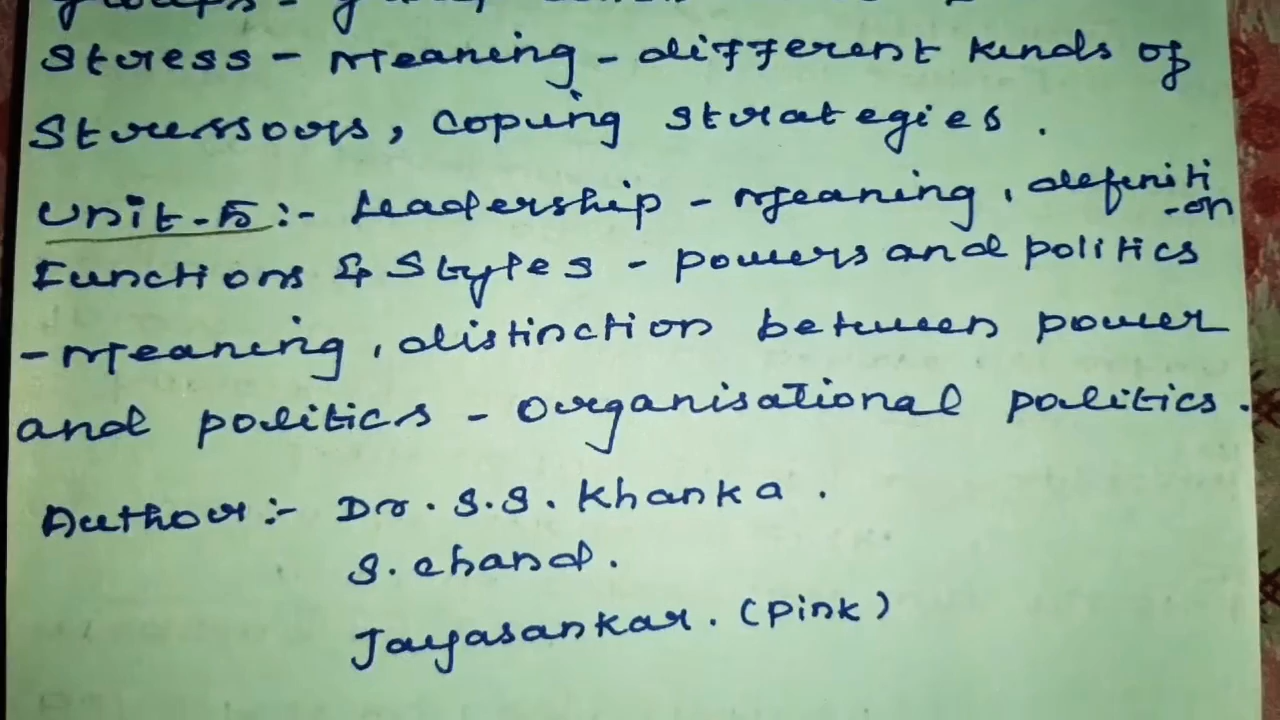 Stress - Meaning - different kinds of
Stressors, coping strategies.
Unit-5:- Leadership - Meaning, definiti
-on
Functions & Styles - powers and politics
- Meaning, distinction between power
and politics - Organisational politics.
Author:- Dr. S.S. Khanka.
S. chand.
Jayasankar. (Pink)